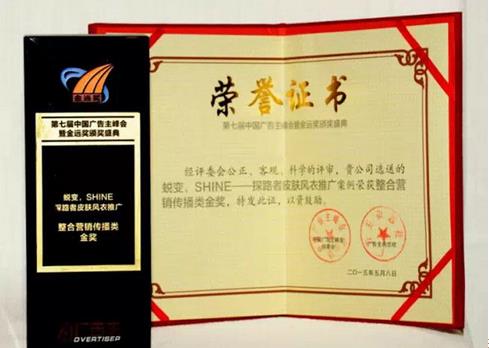 金远奖
第七届中国广告主峰会
暨金远奖颁奖盛典
蜕变，SHINE
探路者皮肤风衣推广
整合营销传播类
金奖
广告主
OVERTISEP
荣誉证书
第七届中国广告主峰会暨金远奖颁奖盛典
经评委会公正、客观、科学的评审，贵公司选送的
蜕变，SHINE——探路者皮肤风衣推广案例荣获整合营
销传播类金奖，特发此证，以资鼓励。
二〇一五年五月八日